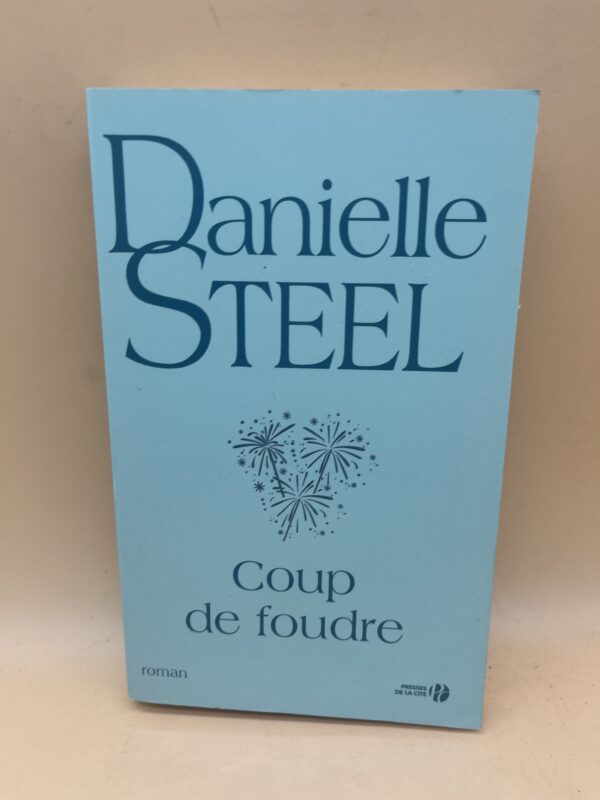 Danielle
STEEL
Coup
de foudre
roman
PRESSES
DE LA CITÉ